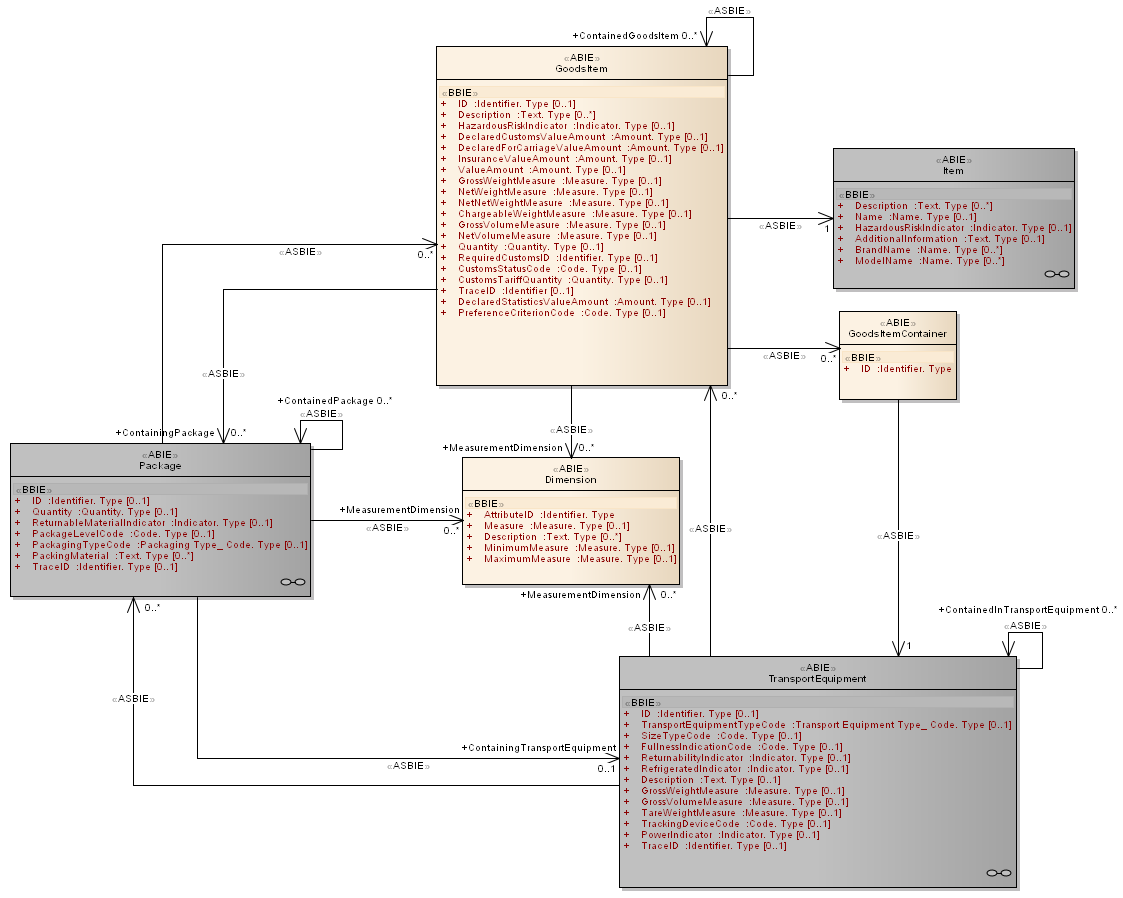 «ASBIE»
+ContainedGoodsItem 0..*
«ABIE»
GoodsItem
«BBIE»
+ ID :Identifier. Type [0..1]
+ Description :Text. Type [0..*]
+ HazardousRiskIndicator :Indicator. Type [0..1]
+ DeclaredCustomsValueAmount :Amount. Type [0..1]
+ DeclaredForCarriageValueAmount :Amount. Type [0..1]
+ InsuranceValueAmount :Amount. Type [0..1]
+ ValueAmount :Amount. Type [0..1]
+ GrossWeightMeasure :Measure. Type [0..1]
+ NetWeightMeasure :Measure. Type [0..1]
+ NetNetWeightMeasure :Measure. Type [0..1]
+ ChargeableWeightMeasure :Measure. Type [0..1]
+ GrossVolumeMeasure :Measure. Type [0..1]
+ NetVolumeMeasure :Measure. Type [0..1]
+ Quantity :Quantity. Type [0..1]
+ RequiredCustomsID :Identifier. Type [0..1]
+ CustomsStatusCode :Code. Type [0..1]
+ CustomsTariffQuantity :Quantity. Type [0..1]
+ TraceID :Identifier [0..1]
+ DeclaredStatisticsValueAmount :Amount. Type [0..1]
+ PreferenceCriterionCode :Code. Type [0..1]
«ABIE»
Item
«BBIE»
+ Description :Text. Type [0..*]
+ Name :Name. Type [0..1]
+ HazardousRiskIndicator :Indicator. Type [0..1]
+ AdditionalInformation :Text. Type [0..1]
+ BrandName :Name. Type [0..*]
+ ModelName :Name. Type [0..*]
«ASBIE»
1
«ASBIE»
0..*
«ABIE»
GoodsItemContainer
«BBIE»
+ ID :Identifier. Type
«ASBIE»
0..*
«ASBIE»
+ContainingPackage 0..*
+ContainedPackage 0..*
«ASBIE»
«ABIE»
Package
«BBIE»
+ ID :Identifier. Type [0..1]
+ Quantity :Quantity. Type [0..1]
+ ReturnableMaterialIndicator :Indicator. Type [0..1]
+ PackageLevelCode :Code. Type [0..1]
+ PackagingTypeCode :Packaging Type_ Code. Type [0..1]
+ PackingMaterial :Text. Type [0..*]
+ TraceID :Identifier. Type [0..1]
0..*
«ASBIE»
+MeasurementDimension 0..*
+MeasurementDimension
«ASBIE»
0..*
«ABIE»
Dimension
«BBIE»
+ AttributeID :Identifier. Type
+ Measure :Measure. Type [0..1]
+ Description :Text. Type [0..*]
+ MinimumMeasure :Measure. Type [0..1]
+ MaximumMeasure :Measure. Type [0..1]
+MeasurementDimension 0..*
«ASBIE»
0..*
«ASBIE»
«ASBIE»
1
+ContainedInTransportEquipment 0..*
«ASBIE»
0..*
«ASBIE»
+ContainingTransportEquipment
«ASBIE»
0..1
«ABIE»
TransportEquipment
«BBIE»
+ ID :Identifier. Type [0..1]
+ TransportEquipmentTypeCode :Transport Equipment Type_ Code. Type [0..1]
+ SizeTypeCode :Code. Type [0..1]
+ FullnessIndicationCode :Code. Type [0..1]
+ ReturnabilityIndicator :Indicator. Type [0..1]
+ RefrigeratedIndicator :Indicator. Type [0..1]
+ Description :Text. Type [0..1]
+ GrossWeightMeasure :Measure. Type [0..1]
+ GrossVolumeMeasure :Measure. Type [0..1]
+ TareWeightMeasure :Measure. Type [0..1]
+ TrackingDeviceCode :Code. Type [0..1]
+ PowerIndicator :Indicator. Type [0..1]
+ TraceID :Identifier. Type [0..1]